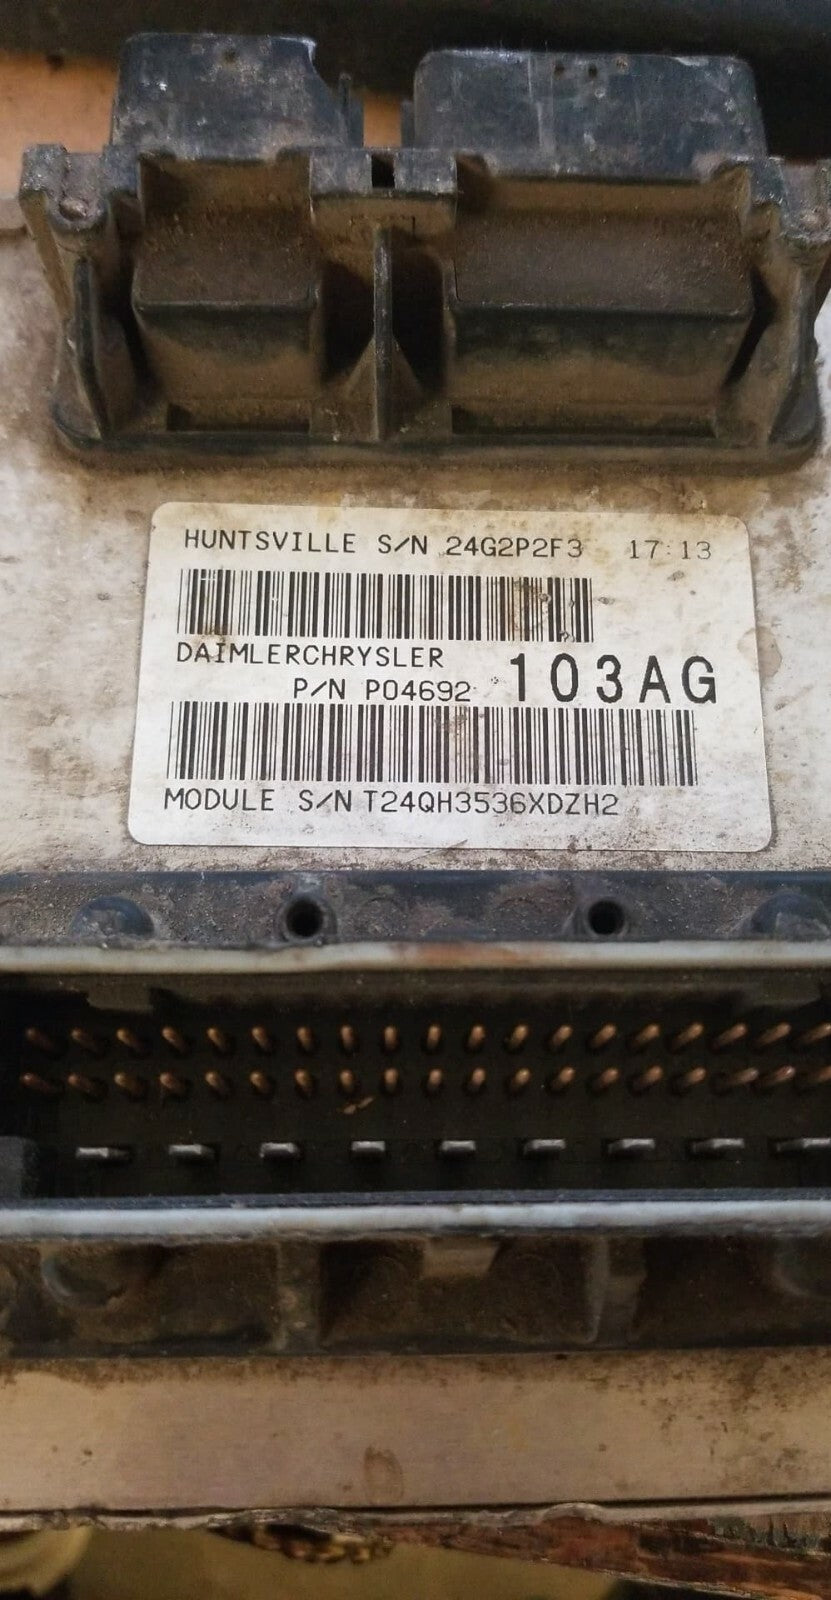 HUNTSVILLE S/N 24G2P2F3 17:13
DAIMLERCHRYSLER
P/N P04692 103AG
MODULE S/N T24QH3536XDZH2